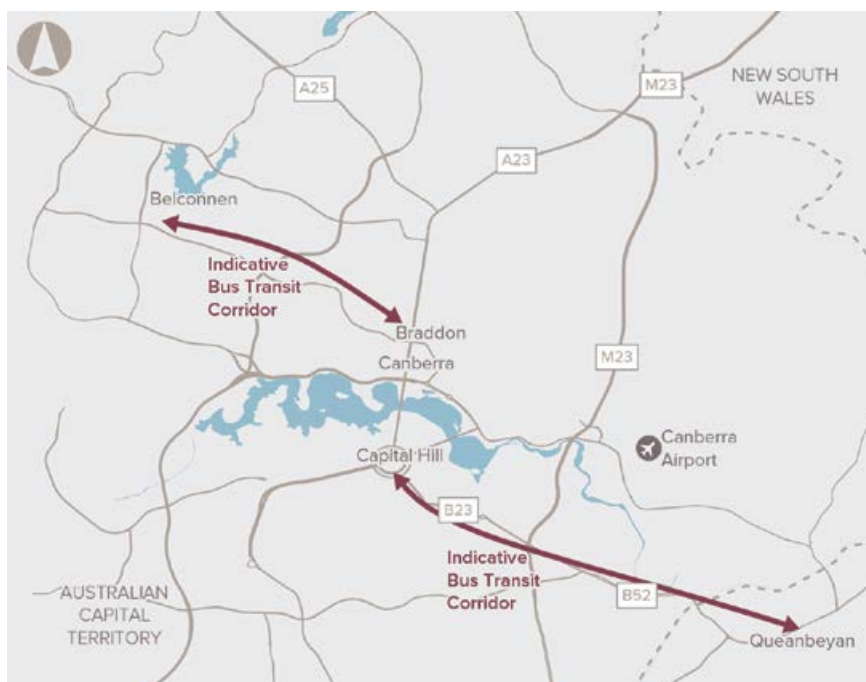 A25
M23
NEW SOUTH
WALES
A23
Belconnen
Indicative
Bus Transit
Corridor
Braddon
Canberra
M23
Capital Hill
Canberra
Airport
B23
Indicative
Bus Transit
Corridor
B52
AUSTRALIAN
CAPITAL
TERRITORY
Queanbeyan